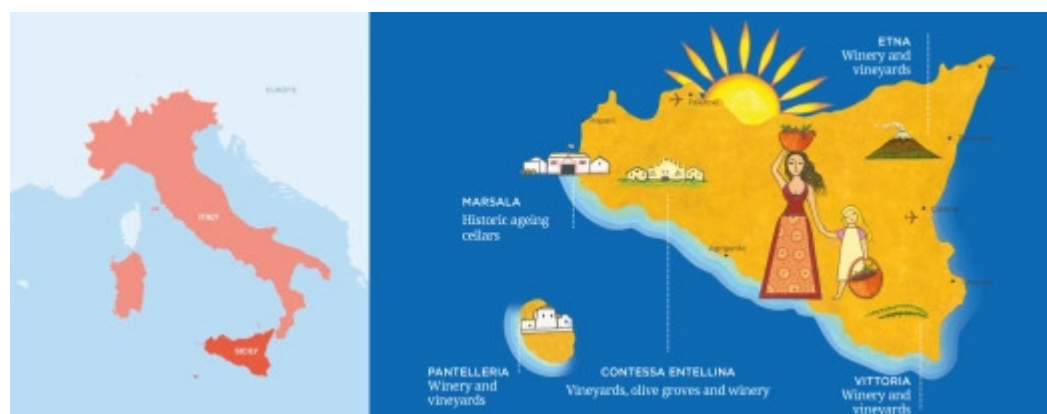 EUROPE
ITALY
SICILY
ETNA
Winery and
vineyards
Palermo
Trapani
MARSALA
Historic ageing
cellars
Agrigento
Catania
PANTELLERIA
Winery and
vineyards
CONTESSA ENTELLINA
Vineyards, olive groves and winery
VITTORIA
Winery and
vineyards